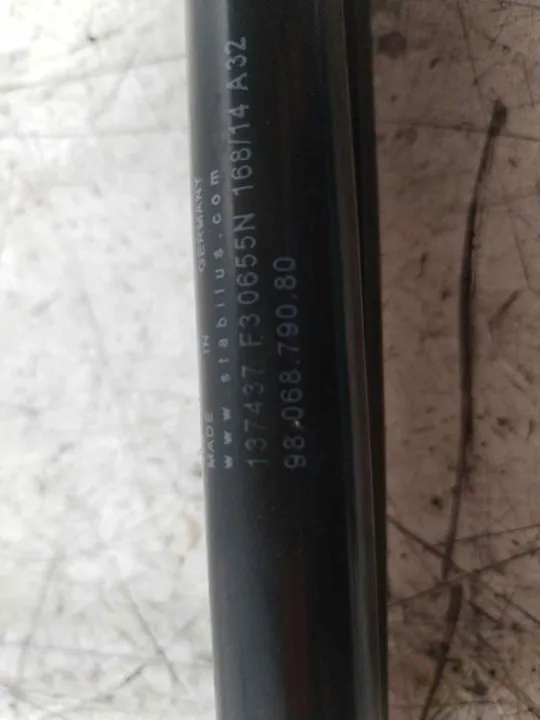 MADE IN GERMANY
www.stabilus.com
137437 F30655N 168/14 A32
98.068.790.80